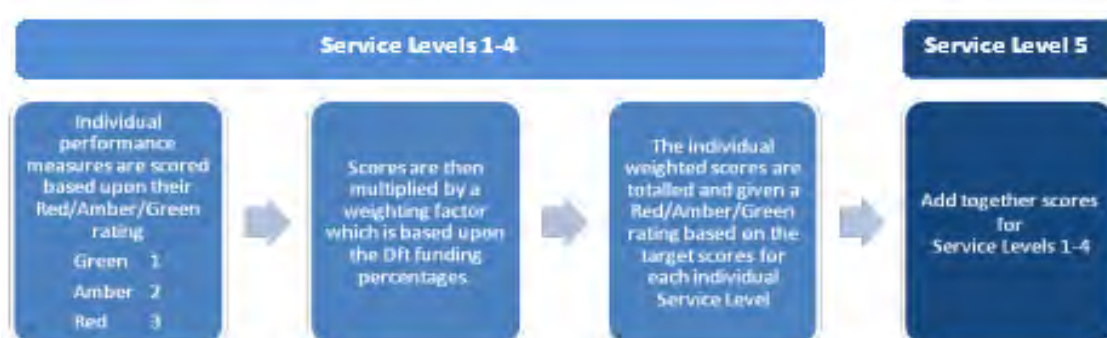 Service Levels 1-4
Service Level 5
Individual
performance
measures are scored
based upon their
Red/Amber/Green
rating
Green 1
Amber 2
Red 3
Scores are then
multiplied by a
weighting factor
which is based upon
the Dft funding
percentages
The individual
weighted scores are
totalled and given a
Red/Amber/Green
rating based on the
target scores for
each individual
Service Level
Add together scores
for
Service Levels 1-4